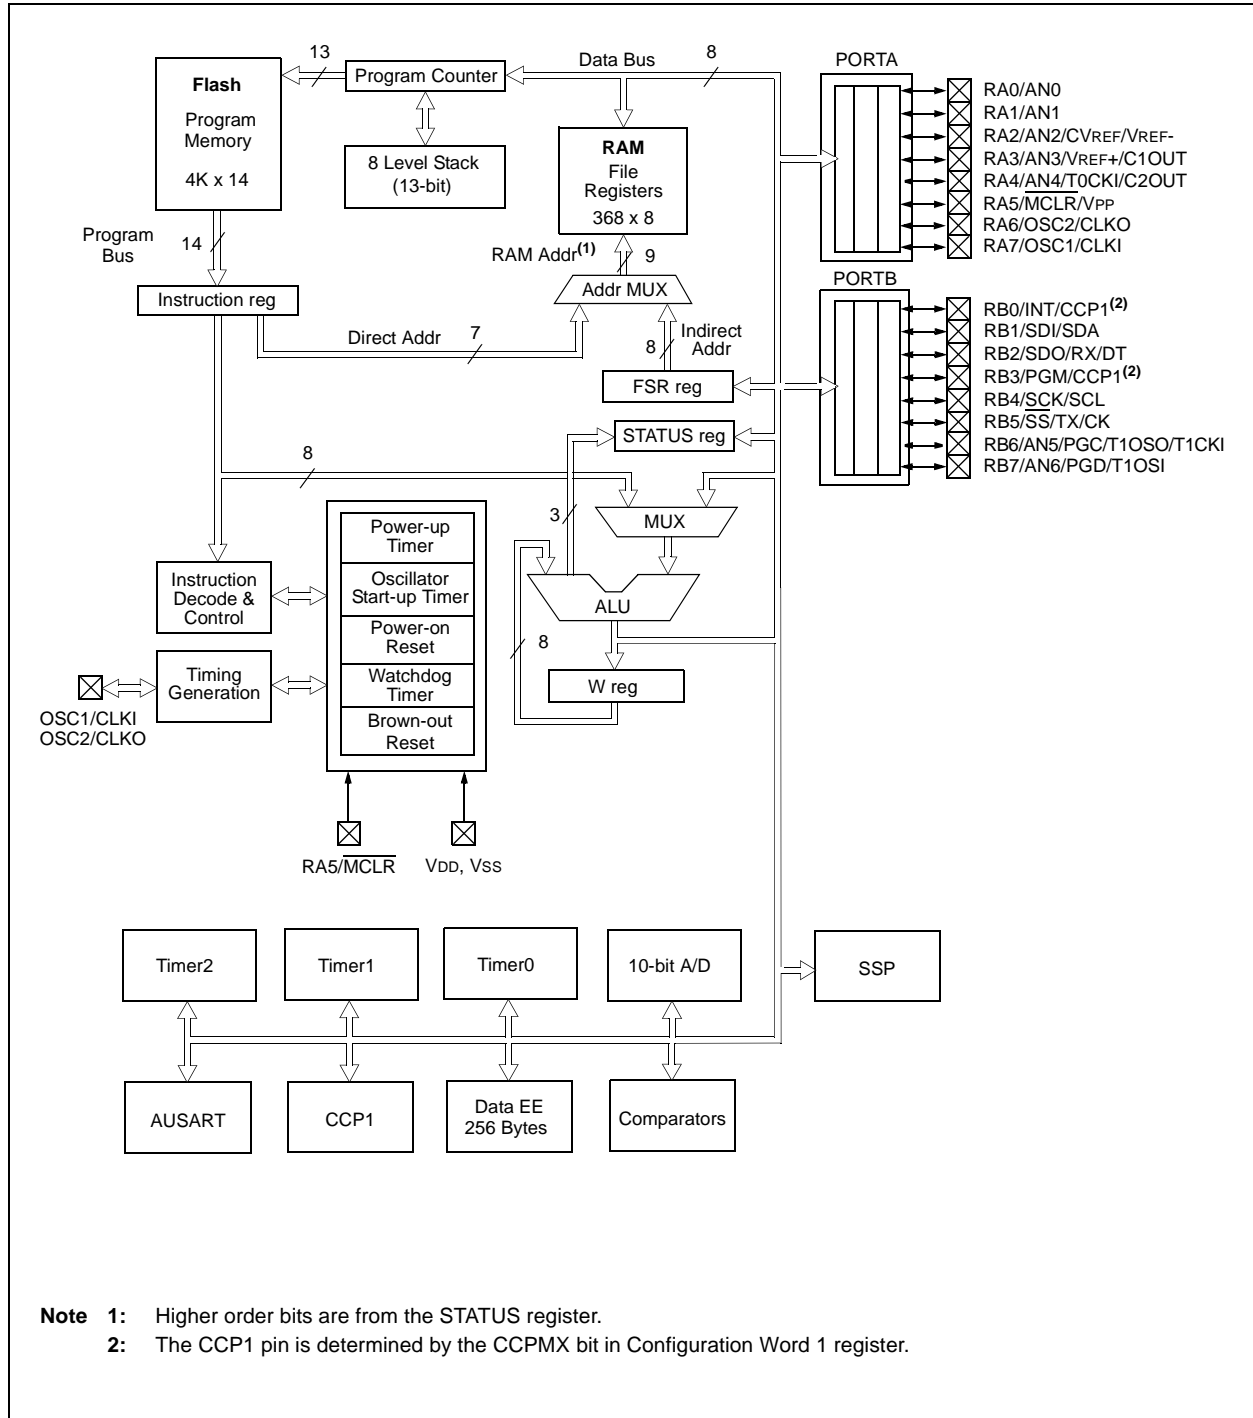 13
Data Bus
8
PORTA
Flash
Program
Memory
4K x 14
Program Counter
8 Level Stack
(13-bit)
RAM
File
Registers
368 x 8
RA0/AN0
RA1/AN1
RA2/AN2/CVREF/VREF-
RA3/AN3/VREF+/C1OUT
RA4/AN4/T0CKI/C2OUT
RA5/MCLR/VPP
RA6/OSC2/CLKO
RA7/OSC1/CLKI
Program
Bus
14
RAM Addr(1)
9
PORTB
Instruction reg
Addr MUX
Direct Addr
7
8
Indirect
Addr
FSR reg
RB0/INT/CCP1(2)
RB1/SDI/SDA
RB2/SDO/RX/DT
RB3/PGM/CCP1(2)
RB4/SCK/SCL
RB5/SS/TX/CK
RB6/AN5/PGC/T1OSO/T1CKI
RB7/AN6/PGD/T1OSI
STATUS reg
8
3
MUX
Power-up
Timer
Oscillator
Start-up Timer
Power-on
Reset
Watchdog
Timer
Brown-out
Reset
Instruction
Decode &
Control
ALU
8
W reg
Timing
Generation
OSC1/CLKI
OSC2/CLKO
RA5/MCLR
VDD, VSS
Timer2
Timer1
Timer0
10-bit A/D
SSP
AUSART
CCP1
Data EE
256 Bytes
Comparators
Note 1: Higher order bits are from the STATUS register.
2: The CCP1 pin is determined by the CCPMX bit in Configuration Word 1 register.